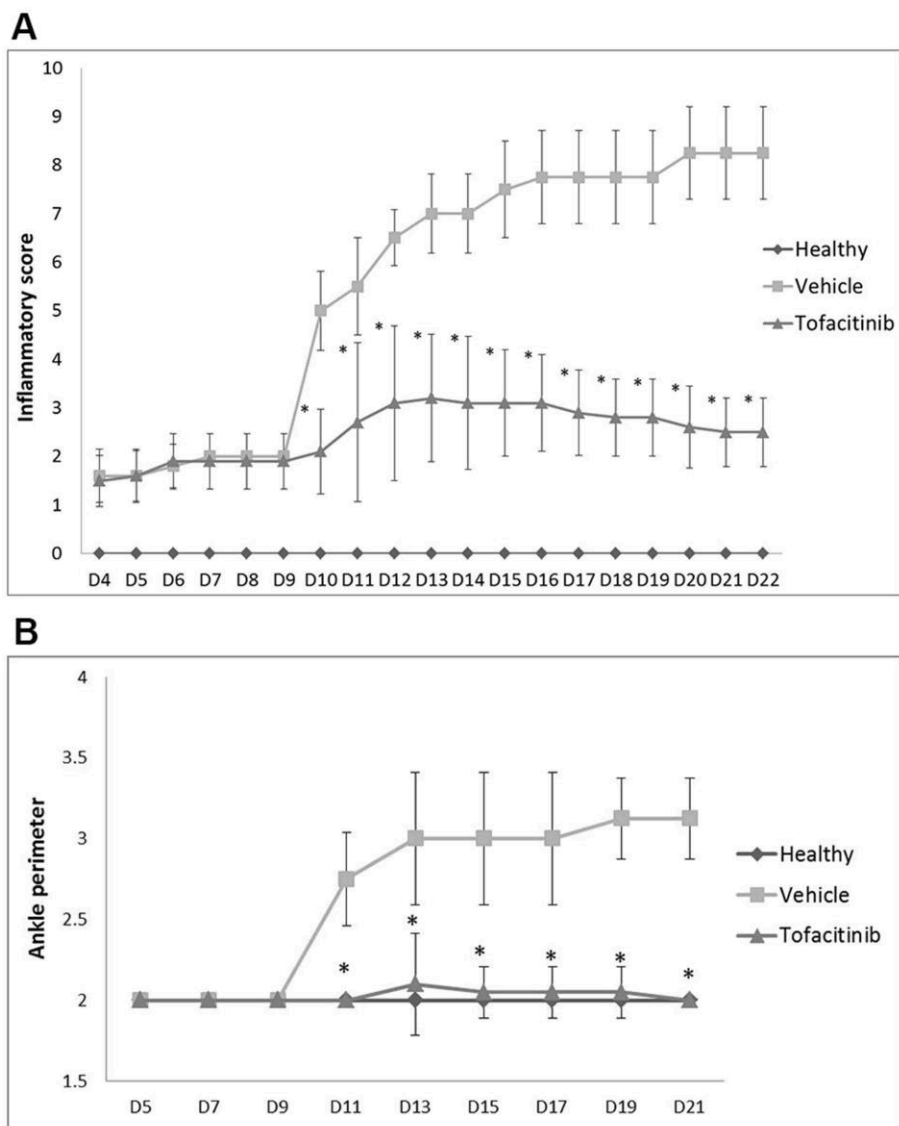 A
Inflammatory score
10
9
8
7
6
5
4
3
2
1
0
* * * * * * * * * * * * *
D4 D5 D6 D7 D8 D9 D10 D11 D12 D13 D14 D15 D16 D17 D18 D19 D20 D21 D22
Healthy
Vehicle
Tofacitinib
B
Ankle perimeter
4
3.5
3
2.5
2
1.5
* * * * * *
D5 D7 D9 D11 D13 D15 D17 D19 D21
Healthy
Vehicle
Tofacitinib